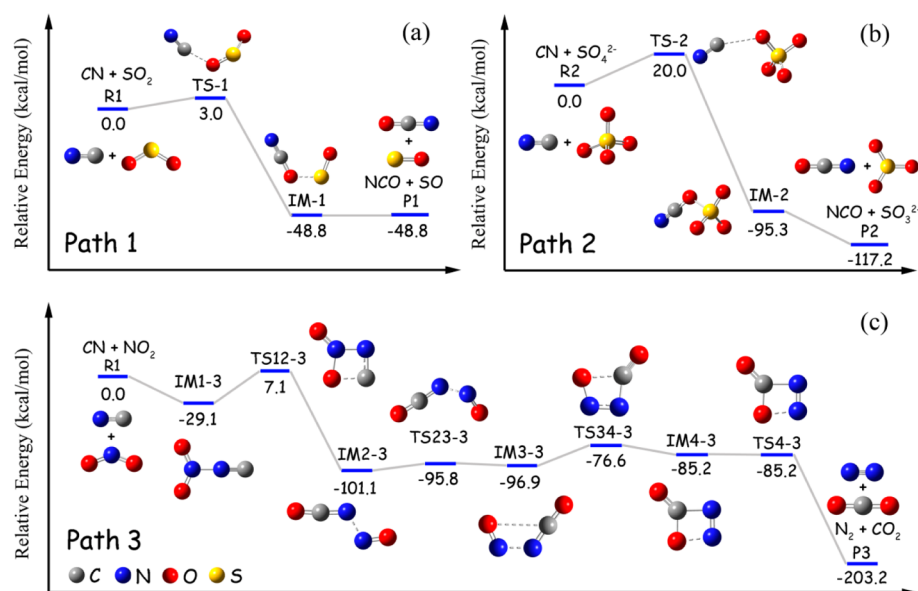 (a)
Relative Energy (kcal/mol)
CN + SO₂
R1
0.0
TS-1
3.0
IM-1
-48.8
NCO + SO
P1
-48.8
Path 1
(b)
Relative Energy (kcal/mol)
CN + SO₄²⁻
R2
0.0
TS-2
20.0
IM-2
-95.3
NCO + SO₃²⁻
P2
-117.2
Path 2
(c)
Relative Energy (kcal/mol)
CN + NO₂
R1
0.0
IM1-3
-29.1
TS12-3
7.1
IM2-3
-101.1
TS23-3
-95.8
IM3-3
-96.9
TS34-3
-76.6
IM4-3
-85.2
TS4-3
-85.2
N₂ + CO₂
P3
-203.2
Path 3
C N O S
+
+
+
+
+
+